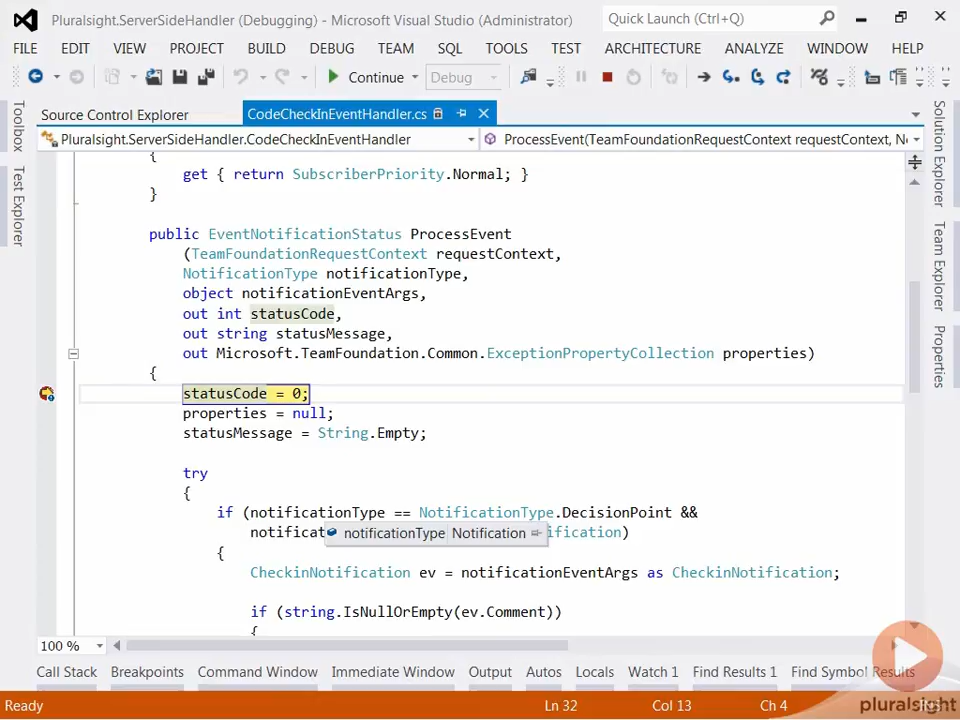 Pluralsight.ServerSideHandler (Debugging) - Microsoft Visual Studio (Administrator)
Quick Launch (Ctrl+Q)
FILE EDIT VIEW PROJECT BUILD DEBUG TEAM SQL TOOLS TEST ARCHITECTURE ANALYZE WINDOW HELP
Continue Debug
Source Control Explorer CodeCheckInEventHandler.cs
Pluralsight.ServerSideHandler.CodeCheckInEventHandler ProcessEvent(TeamFoundationRequestContext requestContext,
Toolbox
Test Explorer
{
get { return SubscriberPriority.Normal; }
}
public EventNotificationStatus ProcessEvent
(TeamFoundationRequestContext requestContext,
NotificationType notificationType,
object notificationEventArgs,
out int statusCode,
out string statusMessage,
out Microsoft.TeamFoundation.Common.ExceptionPropertyCollection properties)
{
statusCode = 0;
properties = null;
statusMessage = String.Empty;
try
{
if (notificationType == NotificationType.DecisionPoint &&
notificat notificationType Notification ification)
{
CheckinNotification ev = notificationEventArgs as CheckinNotification;
if (string.IsNullOrEmpty(ev.Comment))
{
Solution Explorer
Team Explorer
Properties
100 %
Call Stack Breakpoints Command Window Immediate Window Output Autos Locals Watch 1 Find Results 1 Find Symbol Results
Ready Ln 32 Col 13 Ch 4
pluralsight